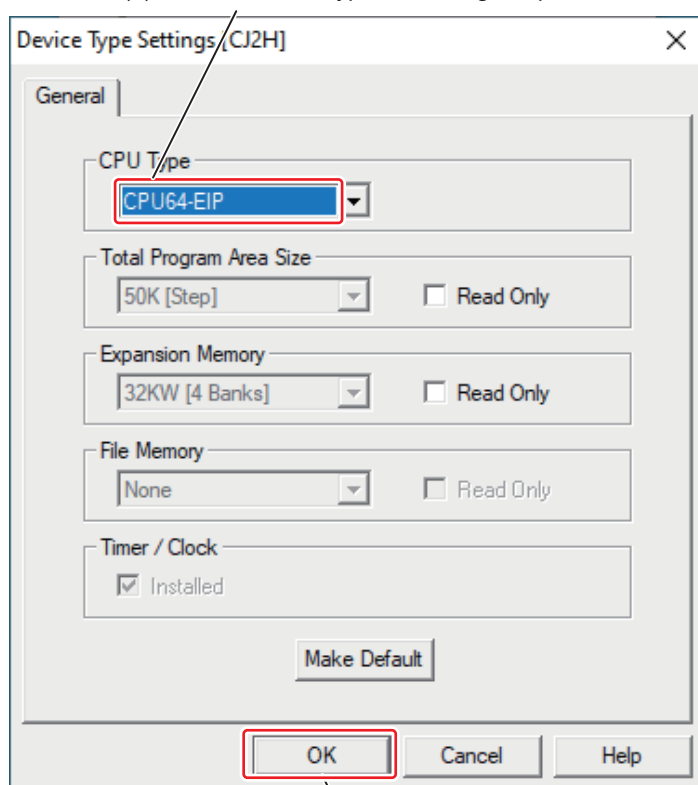 Device Type Settings [CJ2H]
General
CPU Type
CPU64-EIP
Total Program Area Size
50K [Step]
Read Only
Expansion Memory
32KW [4 Banks]
Read Only
File Memory
None
Read Only
Timer / Clock
Installed
Make Default
OK
Cancel
Help